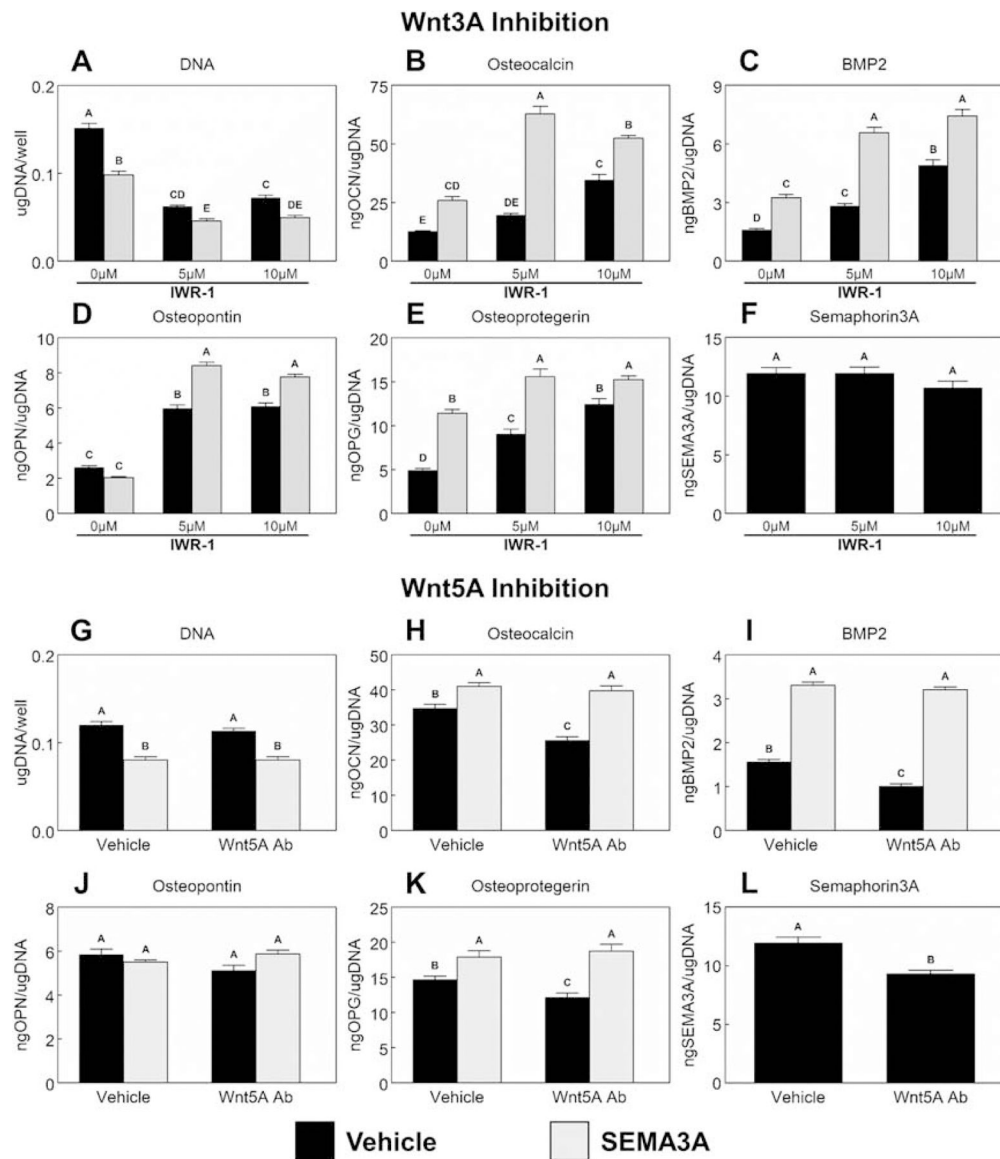 Wnt3A Inhibition
A
DNA
ugDNA/well
0.2
0.1
0.0
A
B
CD
E
C
DE
0µM
5µM
10µM
IWR-1
B
Osteocalcin
ngOCN/ugDNA
75
50
25
0
E
CD
DE
A
C
B
0µM
5µM
10µM
IWR-1
C
BMP2
ngBMP2/ugDNA
9
6
3
0
D
C
C
A
B
A
0µM
5µM
10µM
IWR-1
D
Osteopontin
ngOPN/ugDNA
10
8
6
4
2
0
C
C
B
A
B
A
0µM
5µM
10µM
IWR-1
E
Osteoprotegerin
ngOPG/ugDNA
20
15
10
5
0
D
B
C
A
B
A
0µM
5µM
10µM
IWR-1
F
Semaphorin3A
ngSEMA3A/ugDNA
15
10
5
0
A
A
A
0µM
5µM
10µM
IWR-1
Wnt5A Inhibition
G
DNA
ugDNA/well
0.2
0.1
0.0
A
B
A
B
Vehicle
Wnt5A Ab
H
Osteocalcin
ngOCN/ugDNA
50
40
30
20
10
0
B
A
C
A
Vehicle
Wnt5A Ab
I
BMP2
ngBMP2/ugDNA
4
3
2
1
0
B
A
C
A
Vehicle
Wnt5A Ab
J
Osteopontin
ngOPN/ugDNA
8
6
4
2
0
A
A
A
A
Vehicle
Wnt5A Ab
K
Osteoprotegerin
ngOPG/ugDNA
25
20
15
10
5
0
B
A
C
A
Vehicle
Wnt5A Ab
L
Semaphorin3A
ngSEMA3A/ugDNA
15
10
5
0
A
B
Vehicle
Wnt5A Ab
Vehicle
SEMA3A